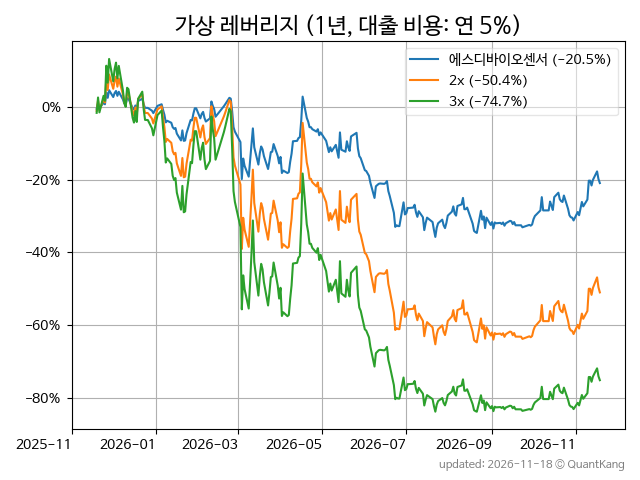 가상 레버리지 (1년, 대출 비용: 연 5%)
에스디바이오센서 (−20.5%)
2x (−50.4%)
3x (−74.7%)
0%
−20%
−40%
−60%
−80%
2025−11 2026−01 2026−03 2026−05 2026−07 2026−09 2026−11
updated: 2026−11−18 © QuantKang